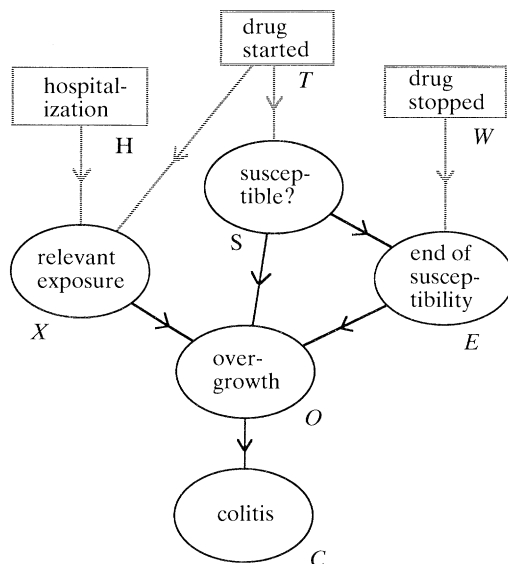 drug
started
T
hospital-
ization
H
drug
stopped
W
suscep-
tible?
S
relevant
exposure
X
end of
suscep-
tibility
E
over-
growth
O
colitis
C